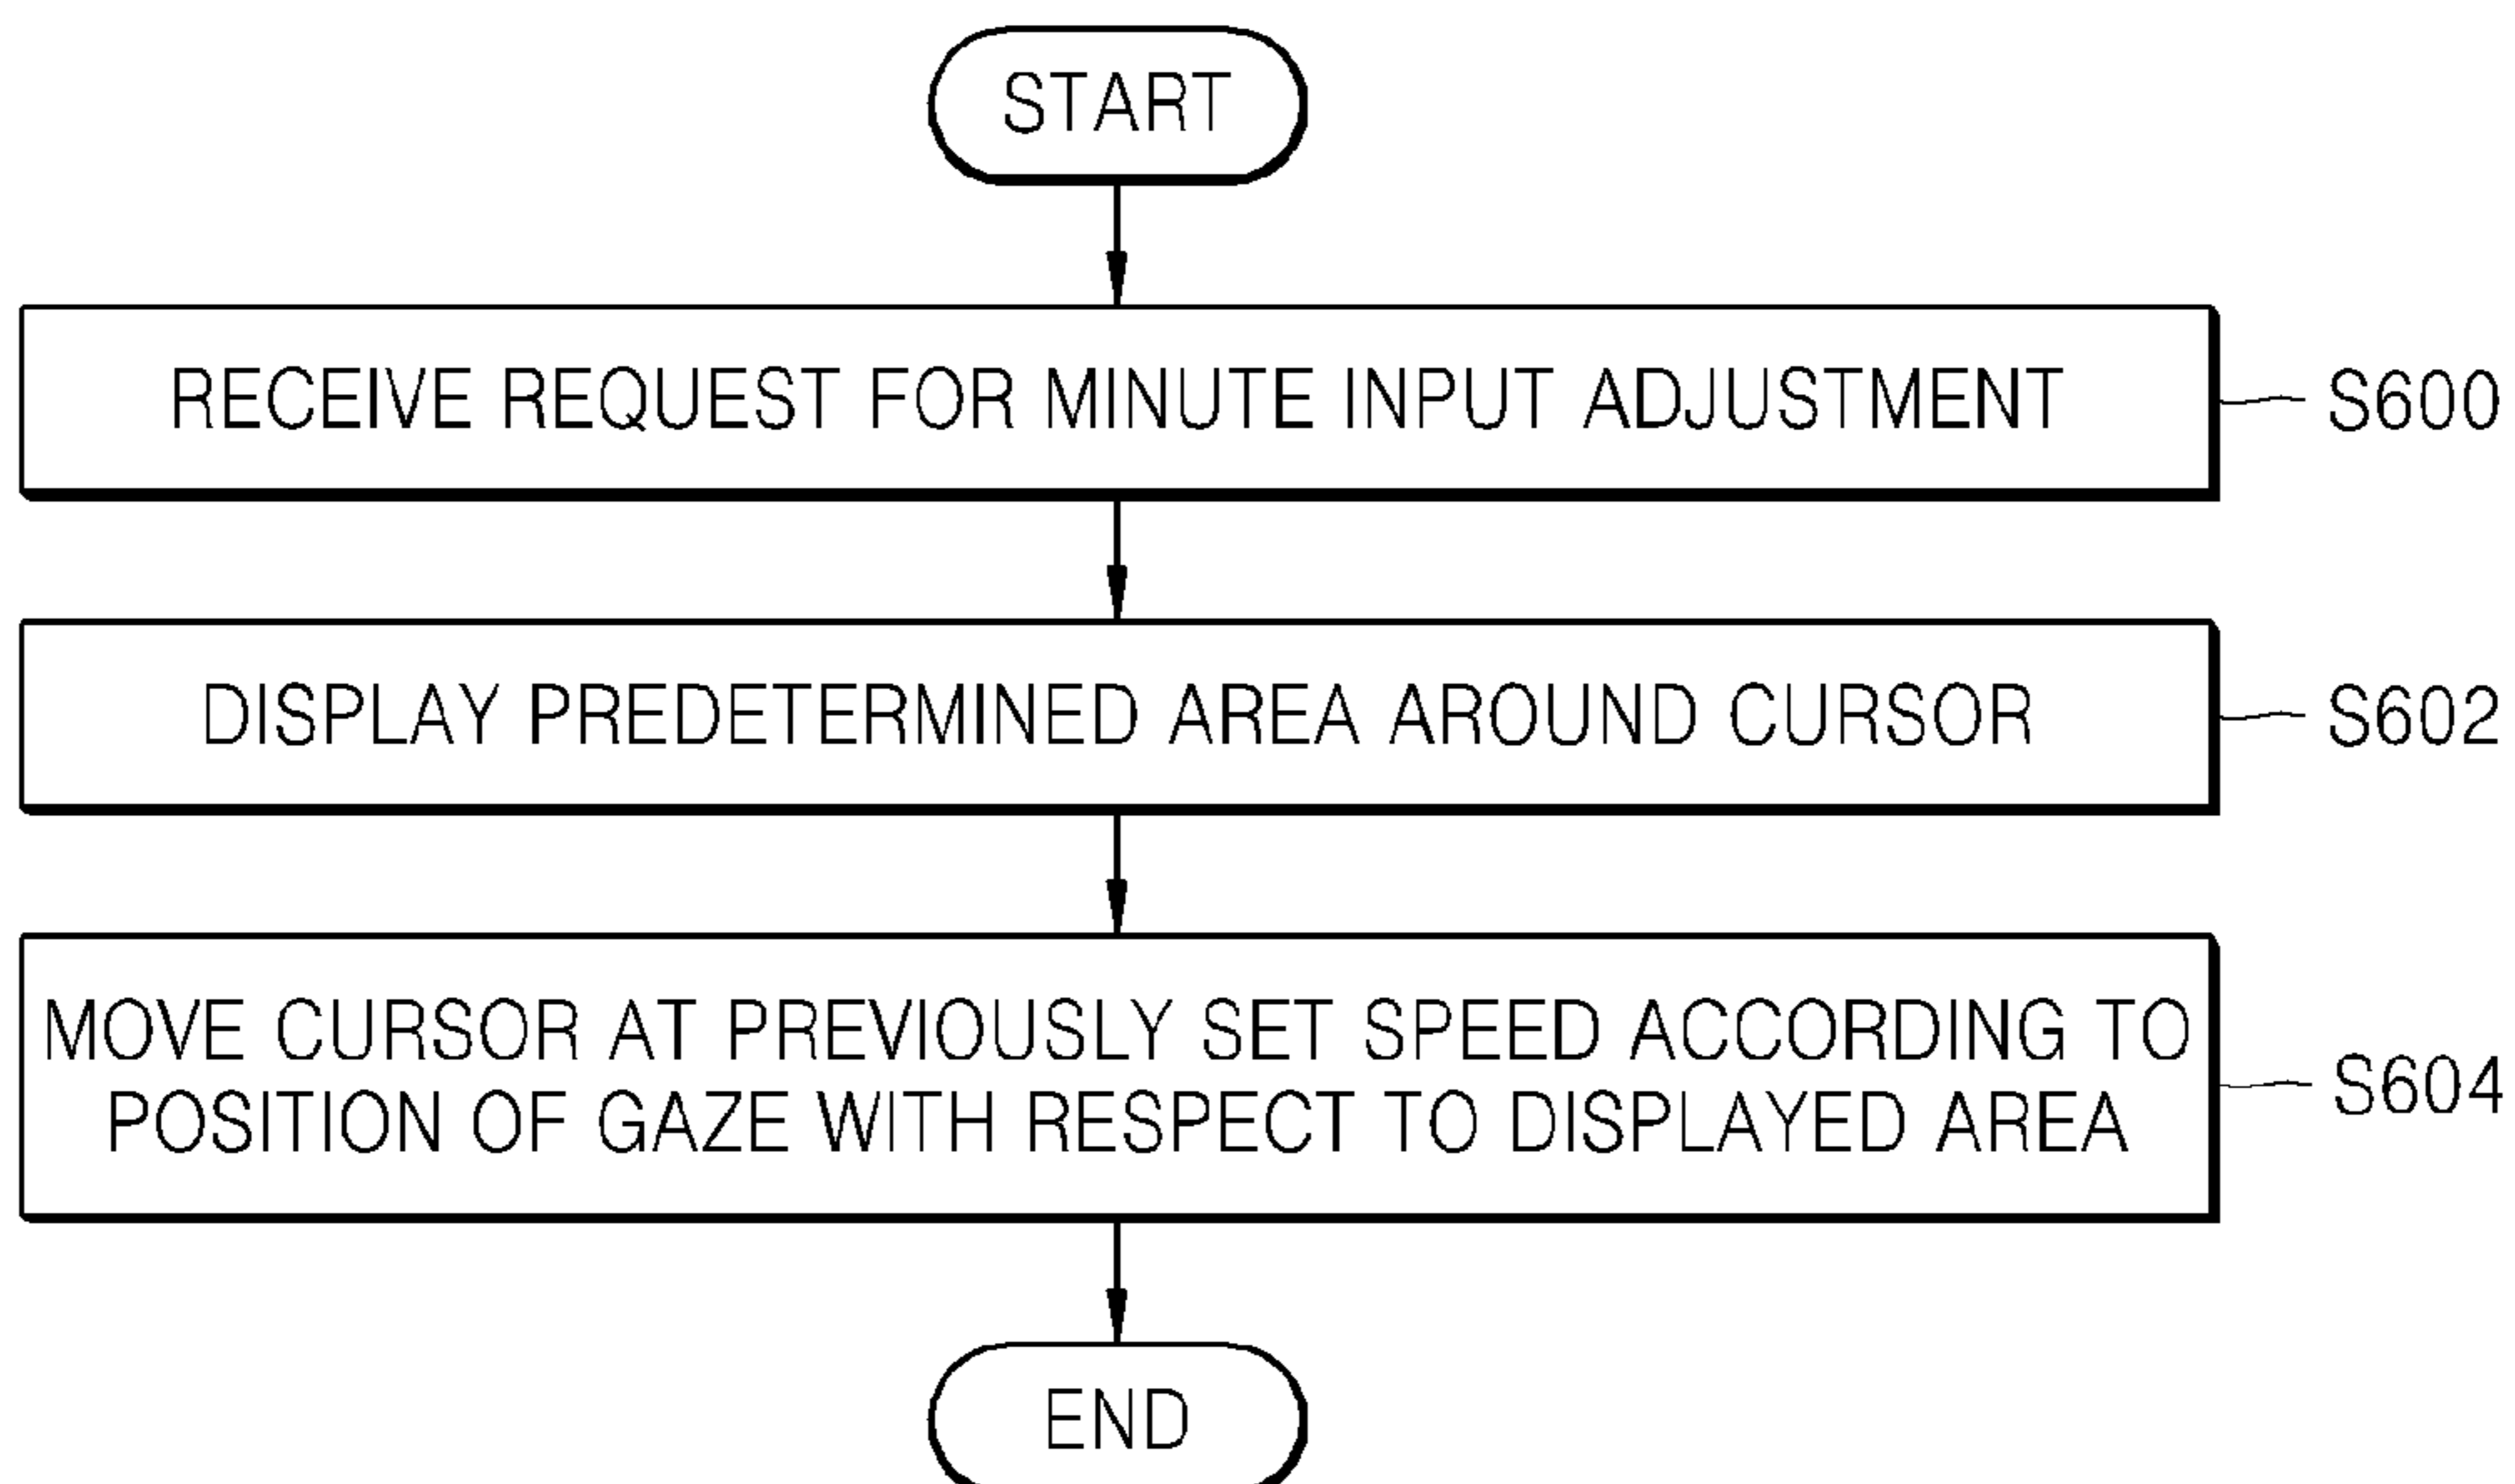 START
RECEIVE REQUEST FOR MINUTE INPUT ADJUSTMENT
S600
DISPLAY PREDETERMINED AREA AROUND CURSOR
S602
MOVE CURSOR AT PREVIOUSLY SET SPEED ACCORDING TO
POSITION OF GAZE WITH RESPECT TO DISPLAYED AREA
S604
END